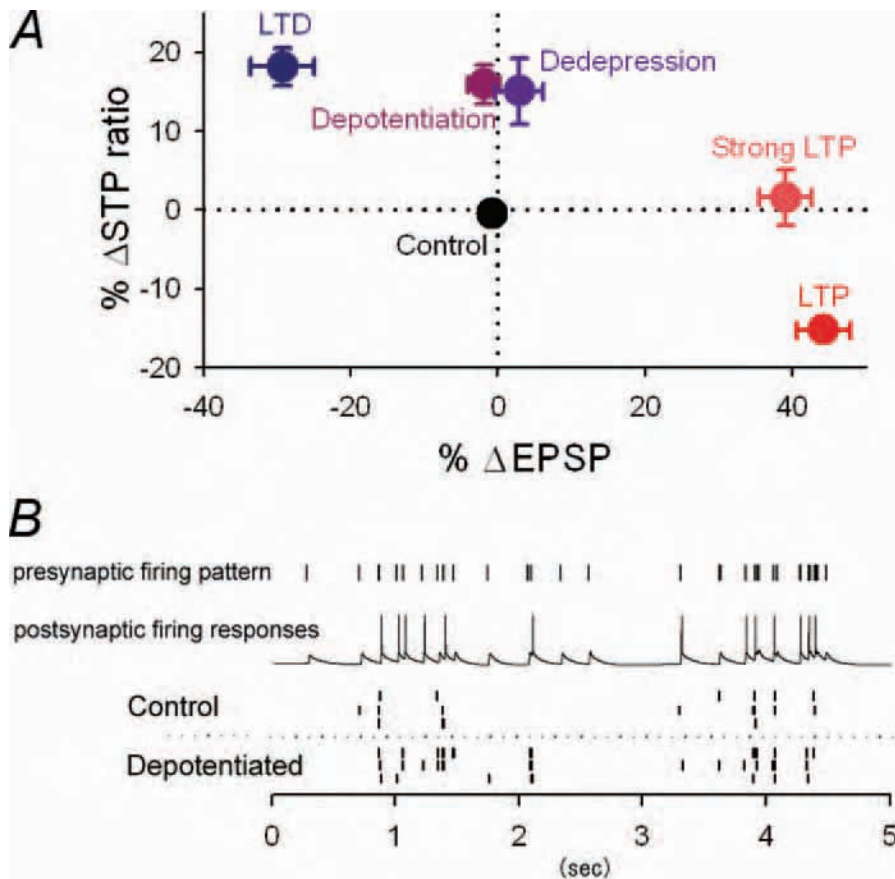 A
LTD
20
Dedepression
Depotentiation
10
% ΔSTP ratio
Strong LTP
0
Control
-10
LTP
-20
-40 -20 0 20 40
% ΔEPSP
B
presynaptic firing pattern
postsynaptic firing responses
Control
Depotentiated
0 1 2 3 4 5
(sec)